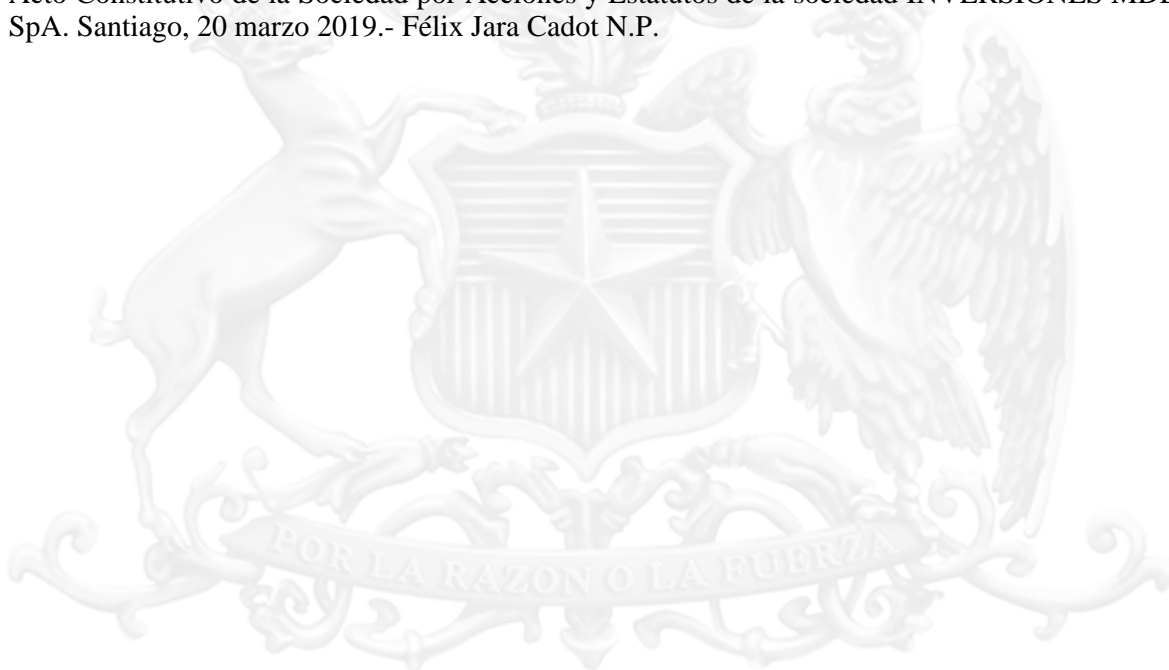 Acto Constitutivo de la Sociedad por Acciones y Estatutos de la sociedad INVERSIONES
SpA. Santiago, 20 marzo 2019.- Félix Jara Cadot N.P.
POR LA RAZON O LA FUERZA